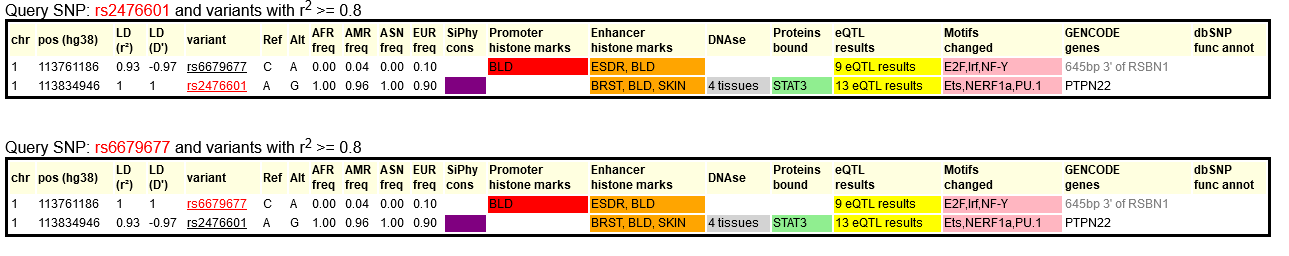 Query SNP: rs2476601 and variants with r2 >= 0.8
chr pos (hg38) LD (r²) LD (D') variant Ref Alt AFR freq AMR freq ASN freq EUR freq SiPhy cons Promoter histone marks Enhancer histone marks DNAse Proteins bound eQTL results Motifs changed GENCODE genes dbSNP func annot
1 113761186 0.93 -0.97 rs6679677 C A 0.00 0.04 0.00 0.10 BLD ESDR, BLD 9 eQTL results E2F,Irf,NF-Y 645bp 3' of RSBN1
1 113834946 1 1 rs2476601 A G 1.00 0.96 1.00 0.90 BRST, BLD, SKIN 4 tissues STAT3 13 eQTL results Ets,NERF1a,PU.1 PTPN22
Query SNP: rs6679677 and variants with r2 >= 0.8
chr pos (hg38) LD (r²) LD (D') variant Ref Alt AFR freq AMR freq ASN freq EUR freq SiPhy cons Promoter histone marks Enhancer histone marks DNAse Proteins bound eQTL results Motifs changed GENCODE genes dbSNP func annot
1 113761186 1 1 rs6679677 C A 0.00 0.04 0.00 0.10 BLD ESDR, BLD 9 eQTL results E2F,Irf,NF-Y 645bp 3' of RSBN1
1 113834946 0.93 -0.97 rs2476601 A G 1.00 0.96 1.00 0.90 BRST, BLD, SKIN 4 tissues STAT3 13 eQTL results Ets,NERF1a,PU.1 PTPN22